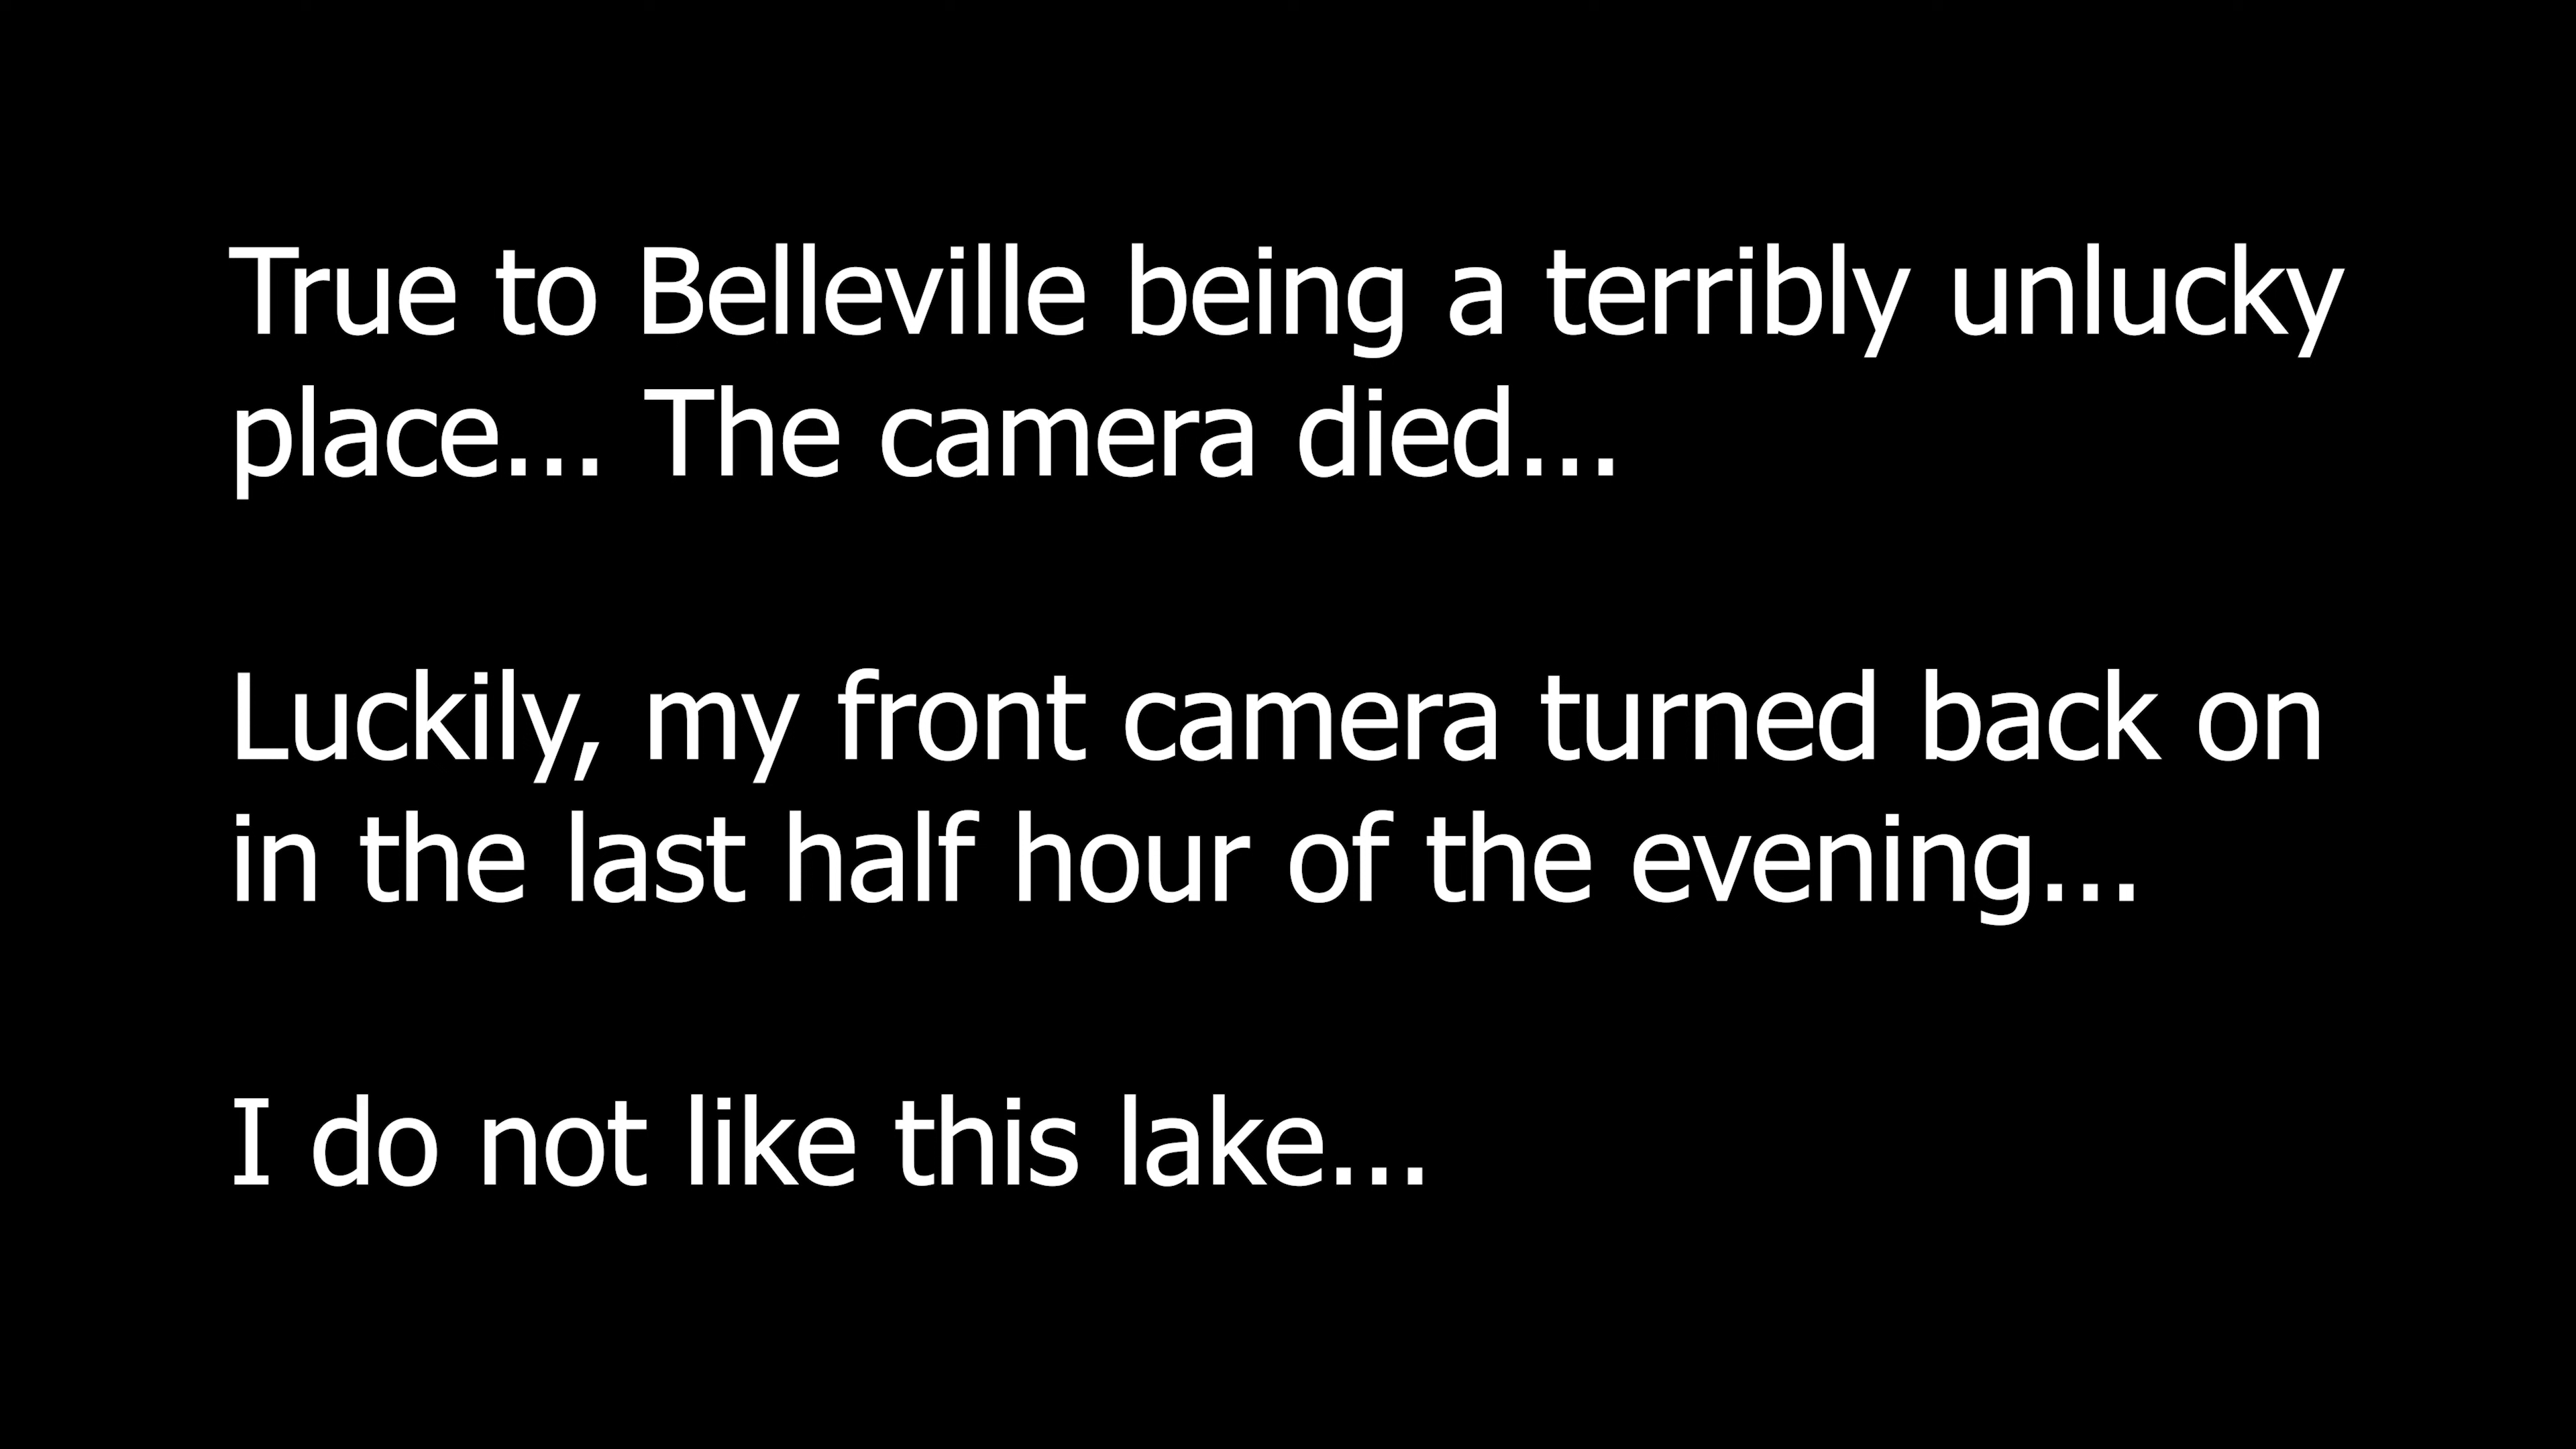 True to Belleville being a terribly unlucky
place... The camera died...
Luckily, my front camera turned back on
in the last half hour of the evening...
I do not like this lake...